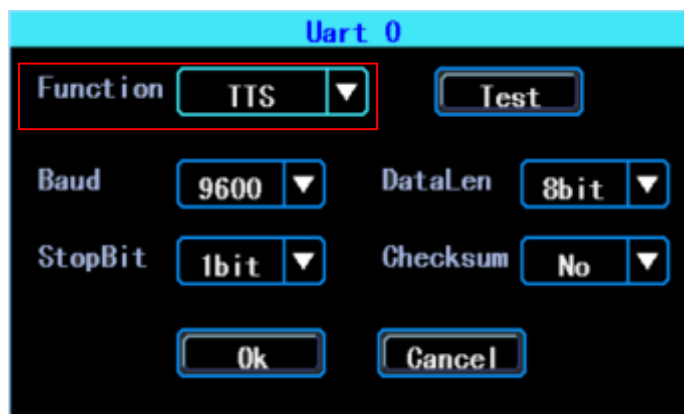 Uart 0
Function TTS Test
Baud 9600 DataLen 8bit
StopBit 1bit Checksum No
Ok Cancel